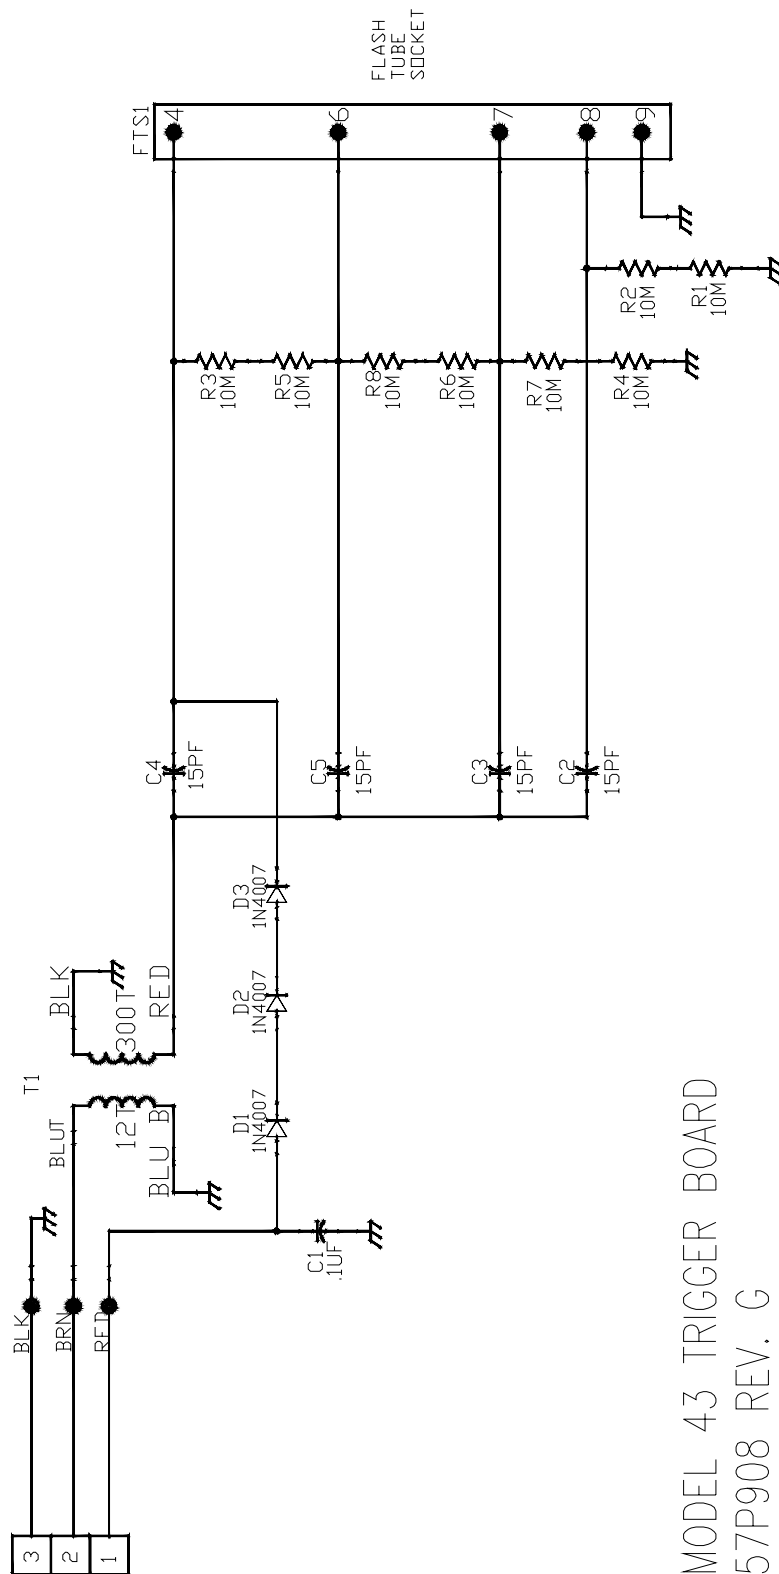 FLASH
TUBE
SOCKET
FTS1
4
6
7
8
9
R2
10M
R1
10M
R3
10M
R5
10M
R8
10M
R6
10M
R7
10M
R4
10M
C4
15PF
C5
15PF
C3
15PF
C2
15PF
D3
1N4007
D2
1N4007
D1
1N4007
BLK
300T
RED
T1
BLUT
12T
BLU B
C1
.1UF
BLK
BRN
RED
3
2
1
MODEL 43 TRIGGER BOARD
57P908 REV. G